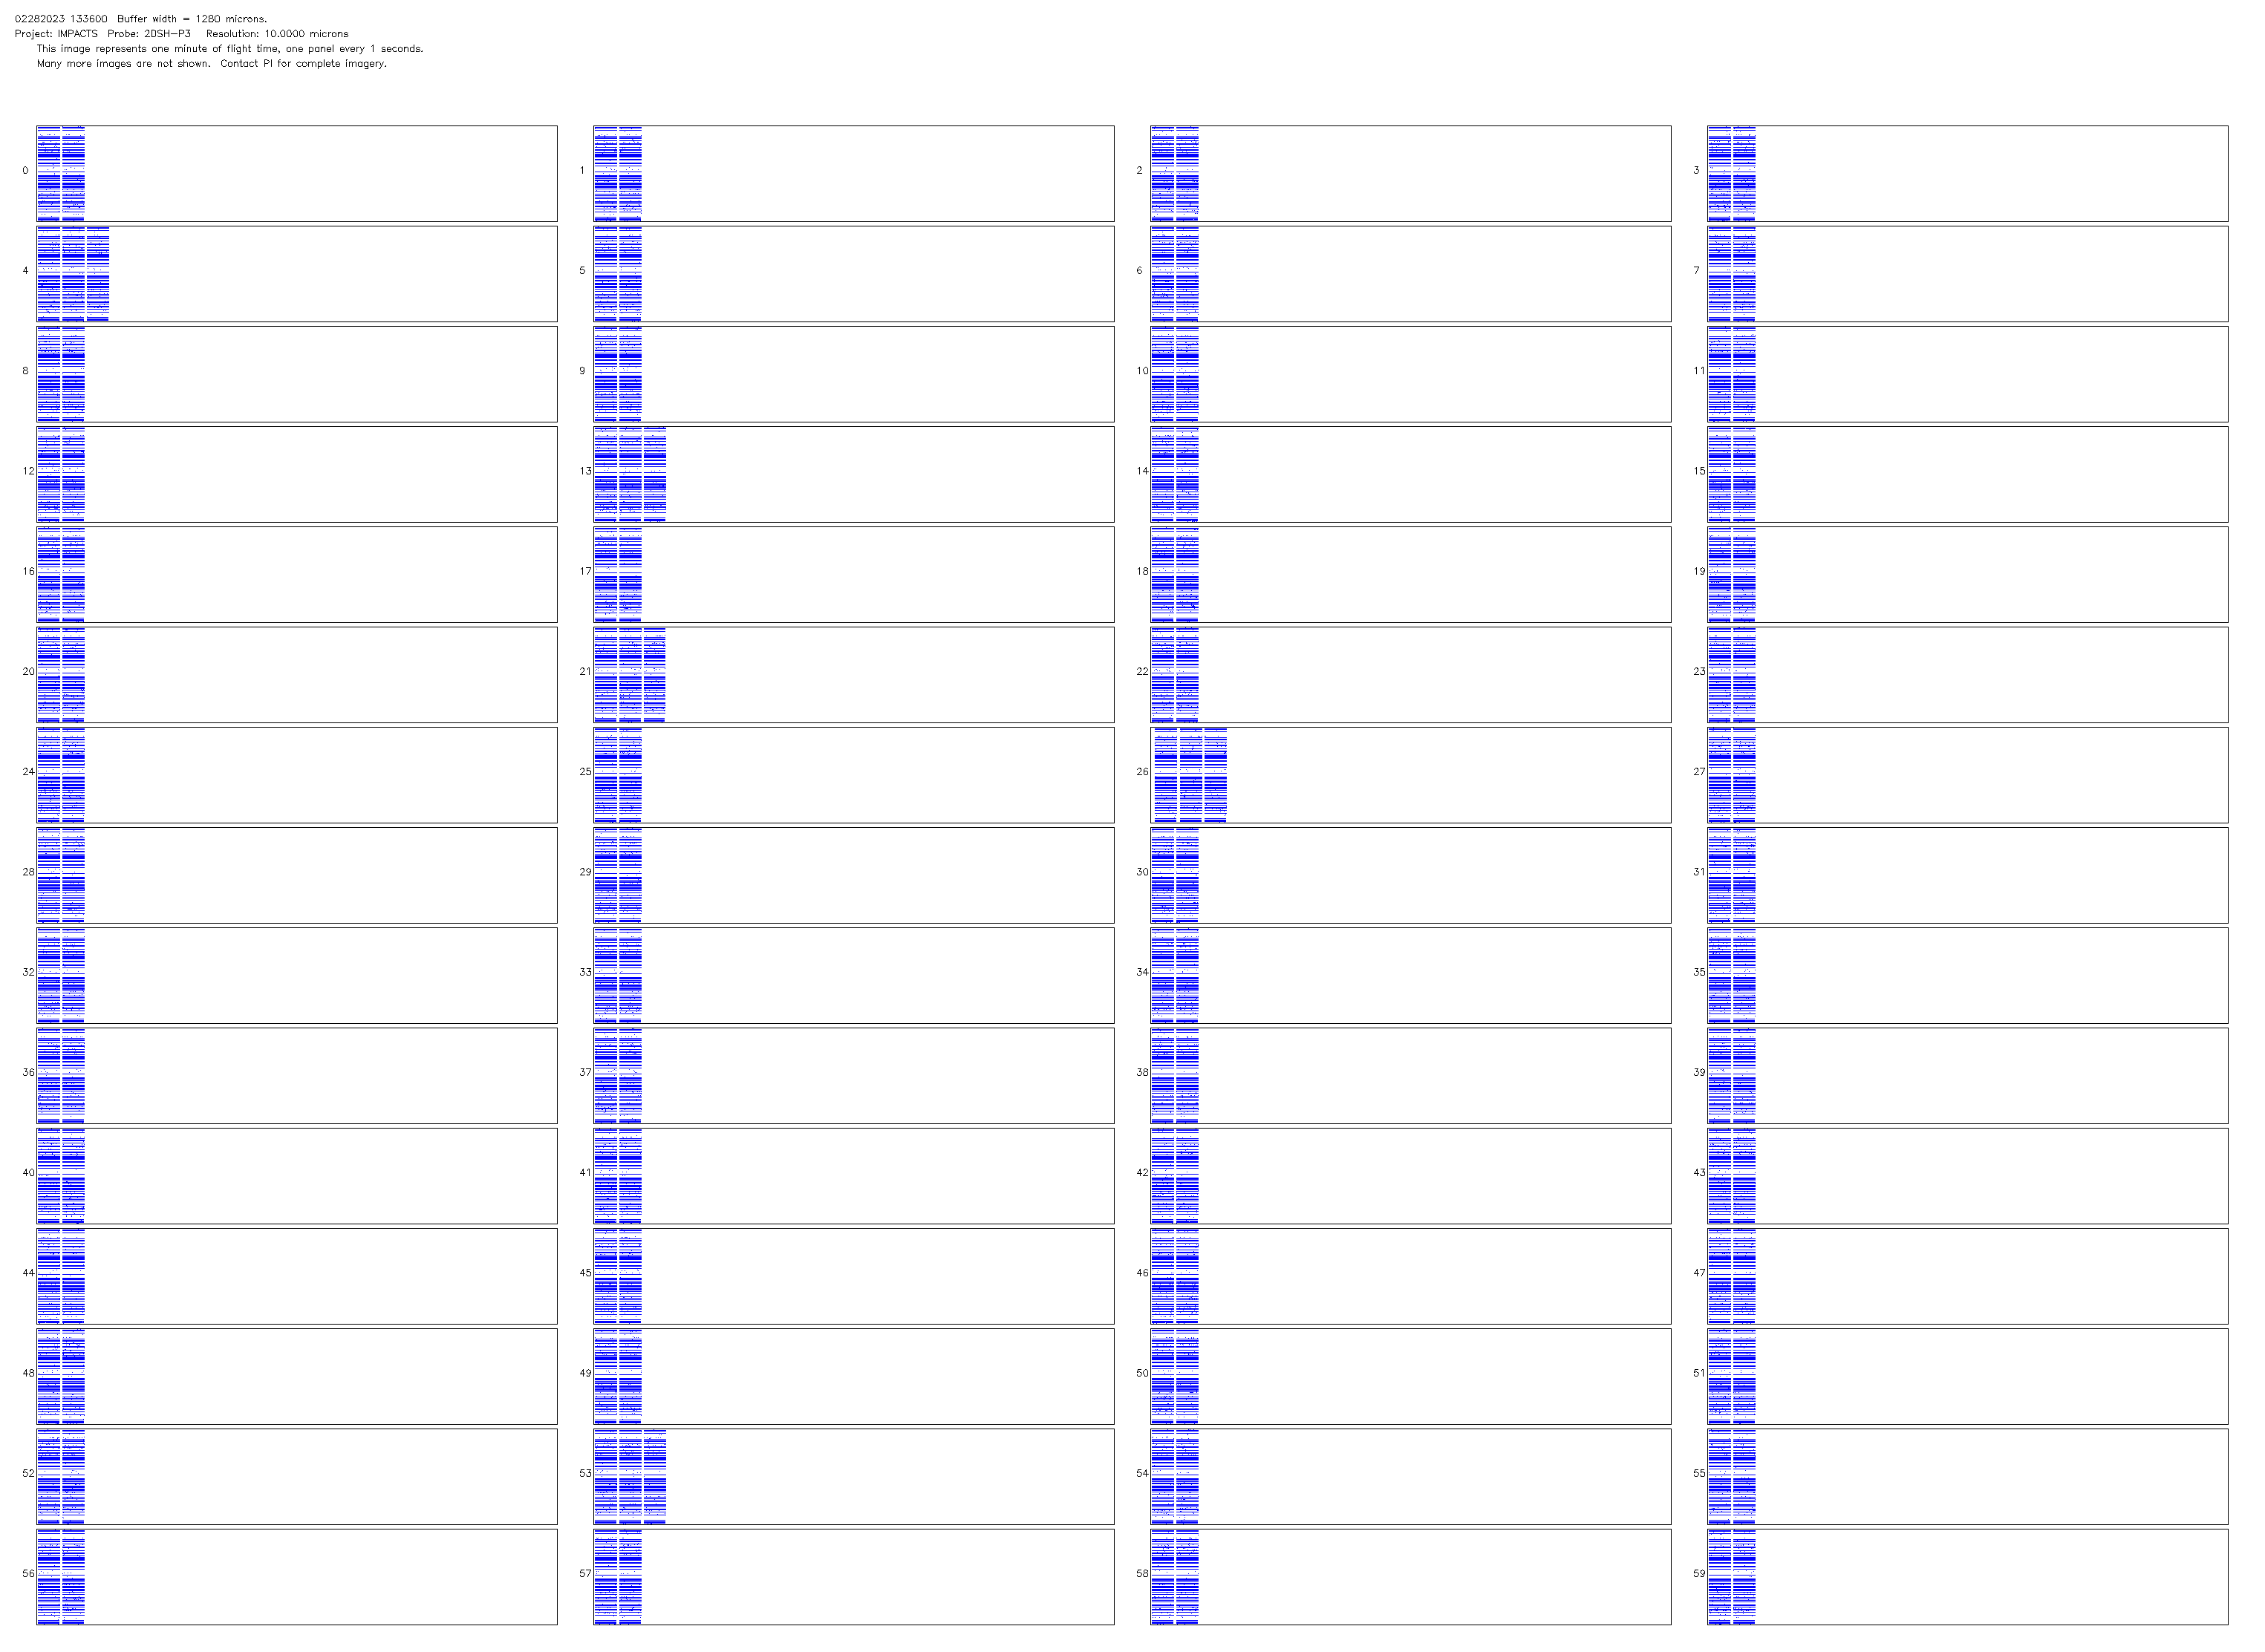 02282023 133600 Buffer width = 1280 microns.
Project: IMPACTS Probe: 2DSH-P3 Resolution: 10.0000 microns
This image represents one minute of flight time, one panel every 1 seconds.
Many more images are not shown. Contact PI for complete imagery.
0 1 2 3
4 5 6 7
8 9 10 11
12 13 14 15
16 17 18 19
20 21 22 23
24 25 26 27
28 29 30 31
32 33 34 35
36 37 38 39
40 41 42 43
44 45 46 47
48 49 50 51
52 53 54 55
56 57 58 59